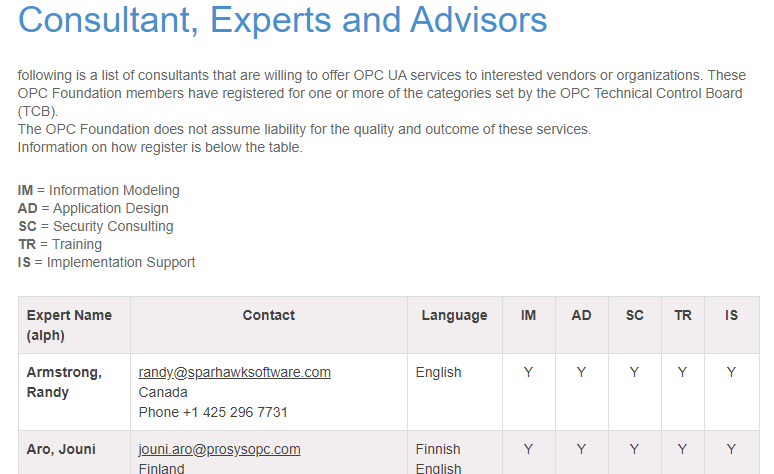 Consultant, Experts and Advisors
following is a list of consultants that are willing to offer OPC UA services to interested vendors or organizations. These
OPC Foundation members have registered for one or more of the categories set by the OPC Technical Control Board
(TCB).
The OPC Foundation does not assume liability for the quality and outcome of these services.
Information on how register is below the table.
IM = Information Modeling
AD = Application Design
SC = Security Consulting
TR = Training
IS = Implementation Support
Expert Name Contact Language IM AD SC TR IS
(alph)
Armstrong, randy@sparhawksoftware.com English Y Y Y Y Y
Randy Canada
Phone +1 425 296 7731
Aro, Jouni jouni.aro@prosysopc.com Finnish Y Y Y Y Y
Finland English